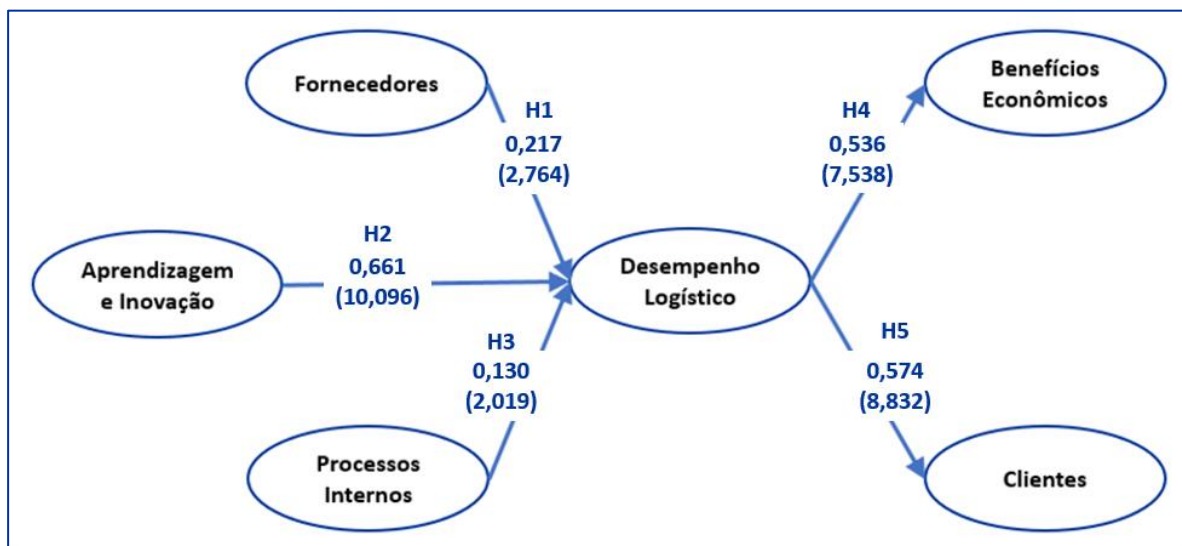 Fornecedores
H1
0,217
(2,764)
H4
0,536
(7,538)
Benefícios
Econômicos
Aprendizagem
e Inovação
H2
0,661
(10,096)
Desempenho
Logístico
H3
0,130
(2,019)
H5
0,574
(8,832)
Processos
Internos
Clientes